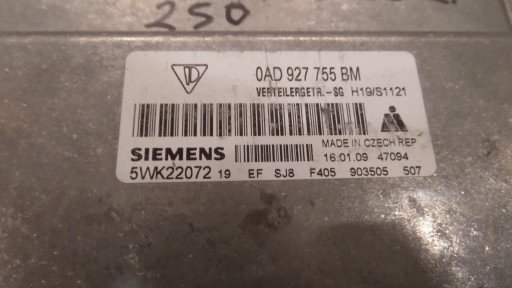 250
0AD 927 755 BM
VERTEILERGETR.-SG H19/S1121
SIEMENS
MADE IN CZECH REP
16.01.09 47094
5WK22072 19 EF SJ8 F405 903505 507